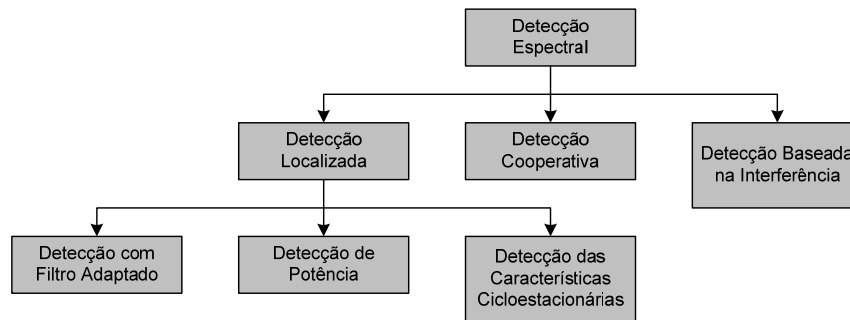 Detecção
Espectral
Detecção
Localizada
Detecção
Cooperativa
Detecção Baseada
na Interferência
Detecção com
Filtro Adaptado
Detecção de
Potência
Detecção das
Características
Cicloestacionárias